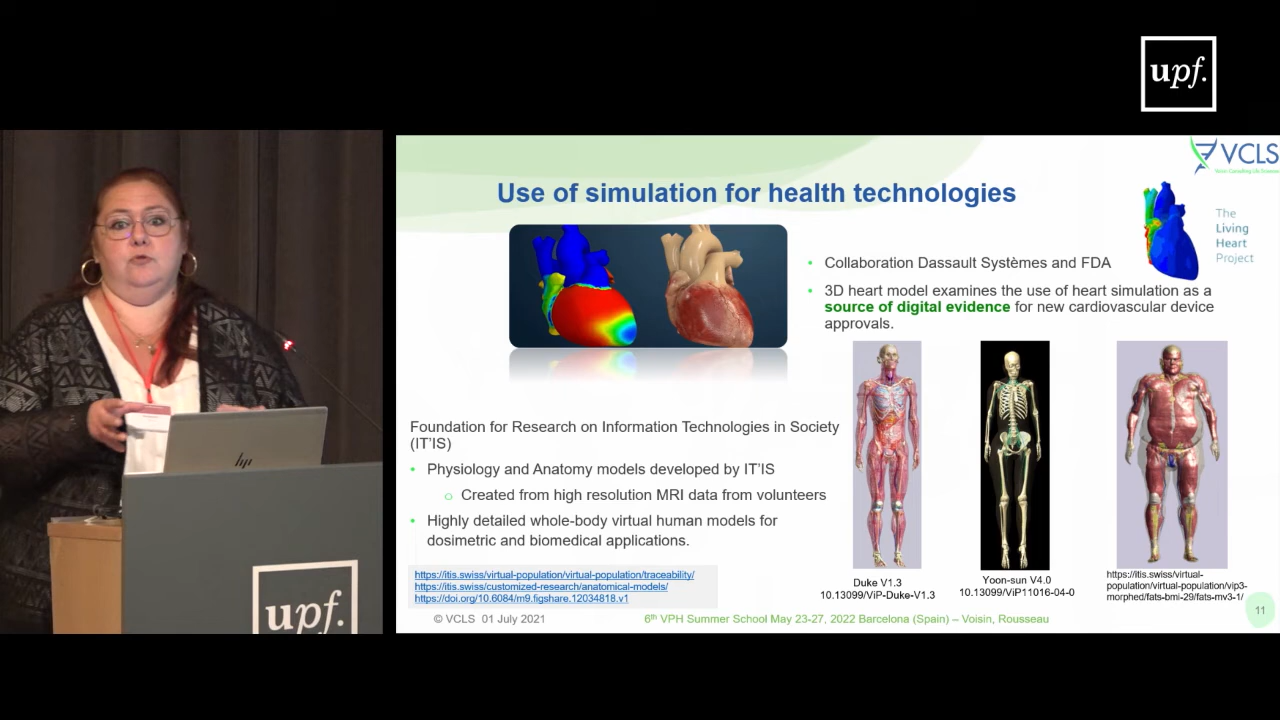 upf.
VCLS
Voisin Consulting Life Sciences
Use of simulation for health technologies
The
Living
Heart
Project
• Collaboration Dassault Systèmes and FDA
• 3D heart model examines the use of heart simulation as a
source of digital evidence for new cardiovascular device
approvals.
Foundation for Research on Information Technologies in Society
(IT'IS)
• Physiology and Anatomy models developed by IT'IS
o Created from high resolution MRI data from volunteers
• Highly detailed whole-body virtual human models for
dosimetric and biomedical applications.
https://itis.swiss/virtual-population/virtual-population/traceability/
https://itis.swiss/customized-research/anatomical-models/
https://doi.org/10.6084/m9.figshare.12034818.v1
Duke V1.3
10.13099/ViP-Duke-V1.3
Yoon-sun V4.0
10.13099/ViP11016-04-0
https://itis.swiss/virtual-
population/virtual-population/vip3-
morphed/fats-bmi-29/fats-mv3-1/
© VCLS 01 July 2021
6th VPH Summer School May 23-27, 2022 Barcelona (Spain) – Voisin, Rousseau
11
hp
upf.